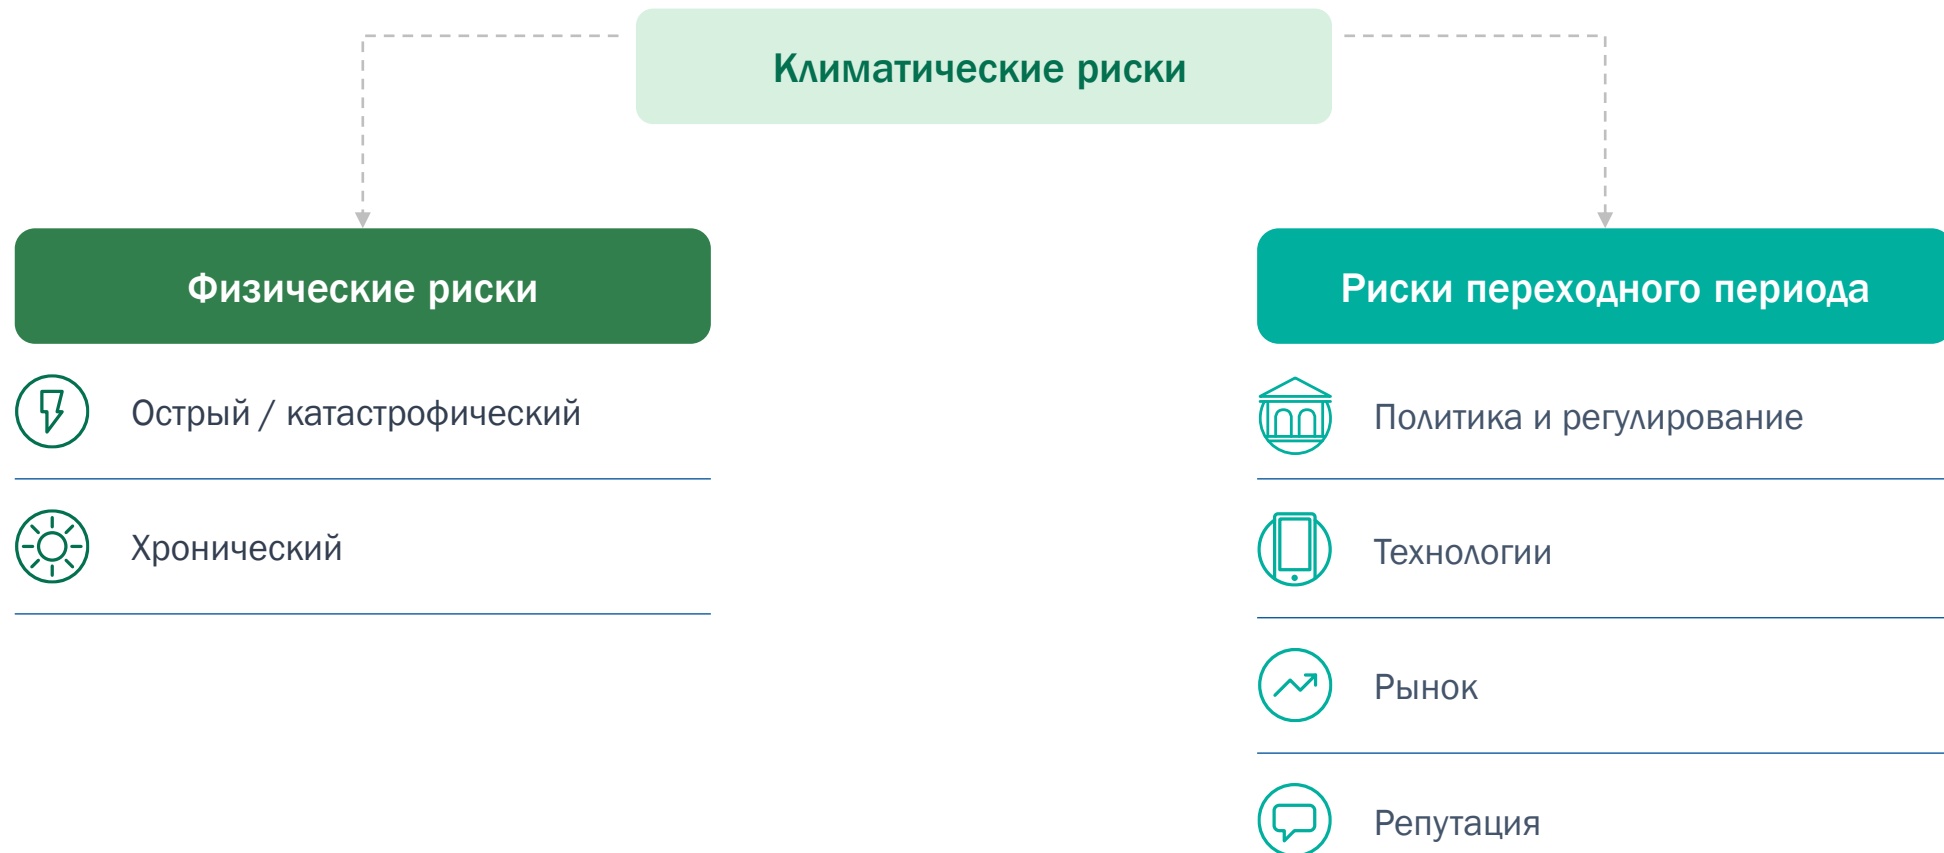 Климатические риски
Физические риски
Острый / катастрофический
Хронический
Риски переходного периода
Политика и регулирование
Технологии
Рынок
Репутация